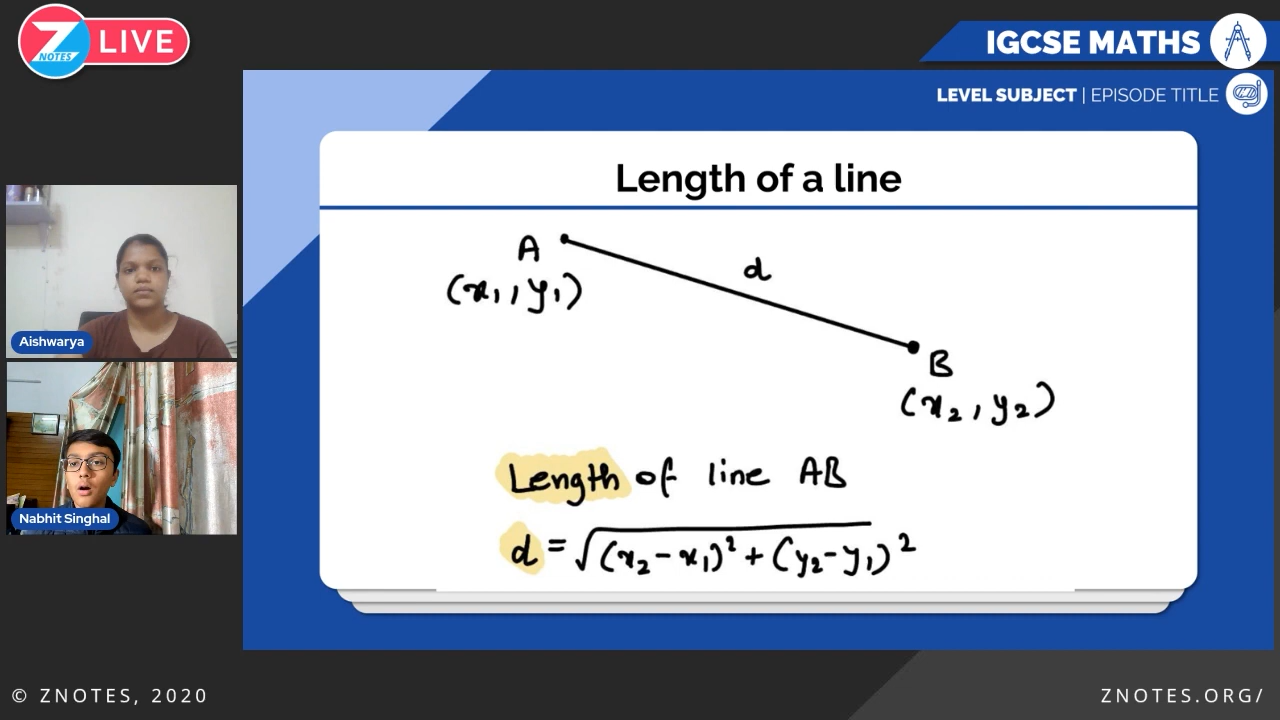 Z NOTES LIVE
IGCSE MATHS
LEVEL SUBJECT | EPISODE TITLE
Length of a line
A
(x₁, y₁)
d
B
(x₂, y₂)
Length of line AB
d = √(x₂-x₁)² + (y₂-y₁)²
Aishwarya
Nabhit Singhal
© ZNOTES, 2020
ZNOTES.ORG/